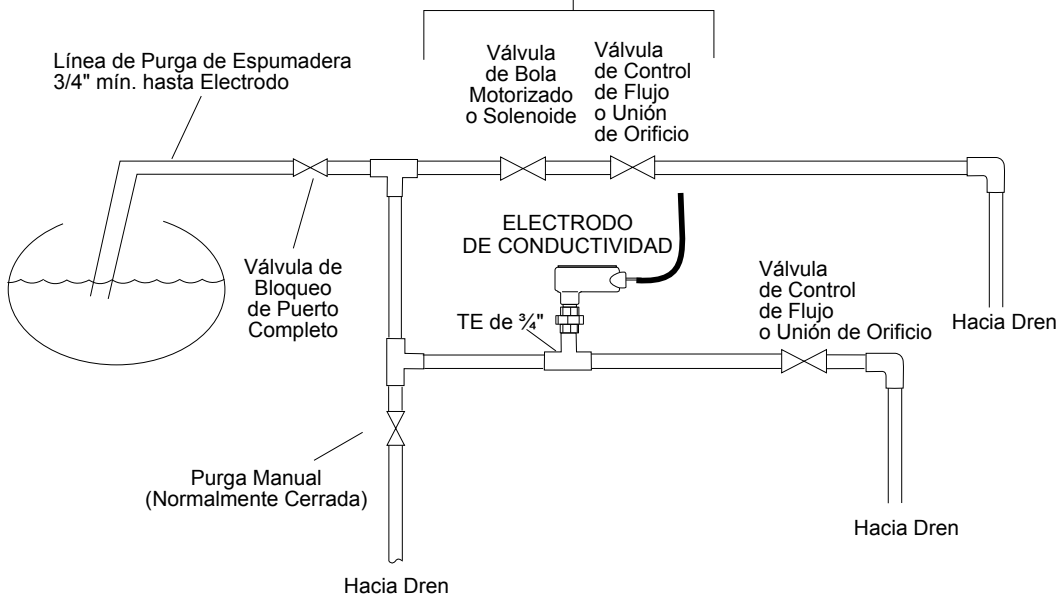 Línea de Purga de Espumadera
3/4" mín. hasta Electrodo
Válvula
de Bola
Motorizado
o Solenoide
Válvula
de Control
de Flujo
o Unión
de Orificio
ELECTRODO
DE CONDUCTIVIDAD
Válvula de
Bloqueo
de Puerto
Completo
TE de ¾"
Válvula
de Control
de Flujo
o Unión de Orificio
Hacia Dren
Purga Manual
(Normalmente Cerrada)
Hacia Dren
Hacia Dren